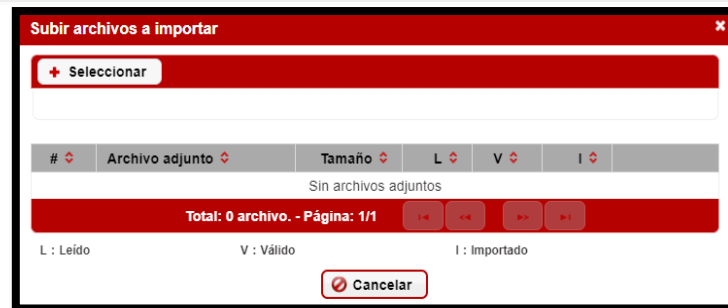 Subir archivos a importar
Seleccionar
# Archivo adjunto Tamaño L V I
Sin archivos adjuntos
Total: 0 archivo. - Página: 1/1
L : Leído V : Válido I : Importado
Cancelar